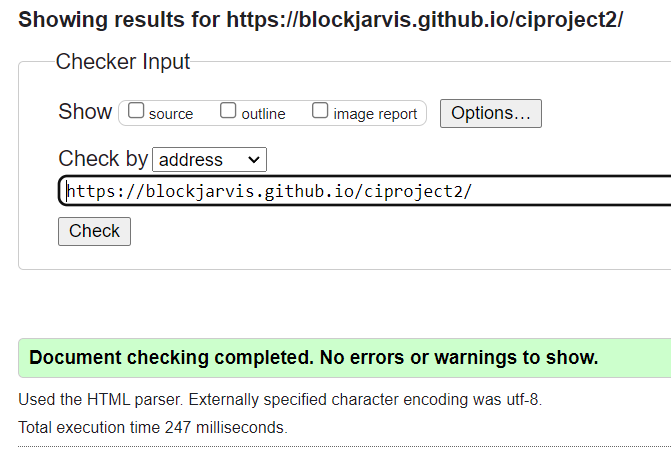 Showing results for https://blockjarvis.github.io/ciproject2/
Checker Input
Show source outline image report Options...
Check by address
https://blockjarvis.github.io/ciproject2/
Check
Document checking completed. No errors or warnings to show.
Used the HTML parser. Externally specified character encoding was utf-8.
Total execution time 247 milliseconds.